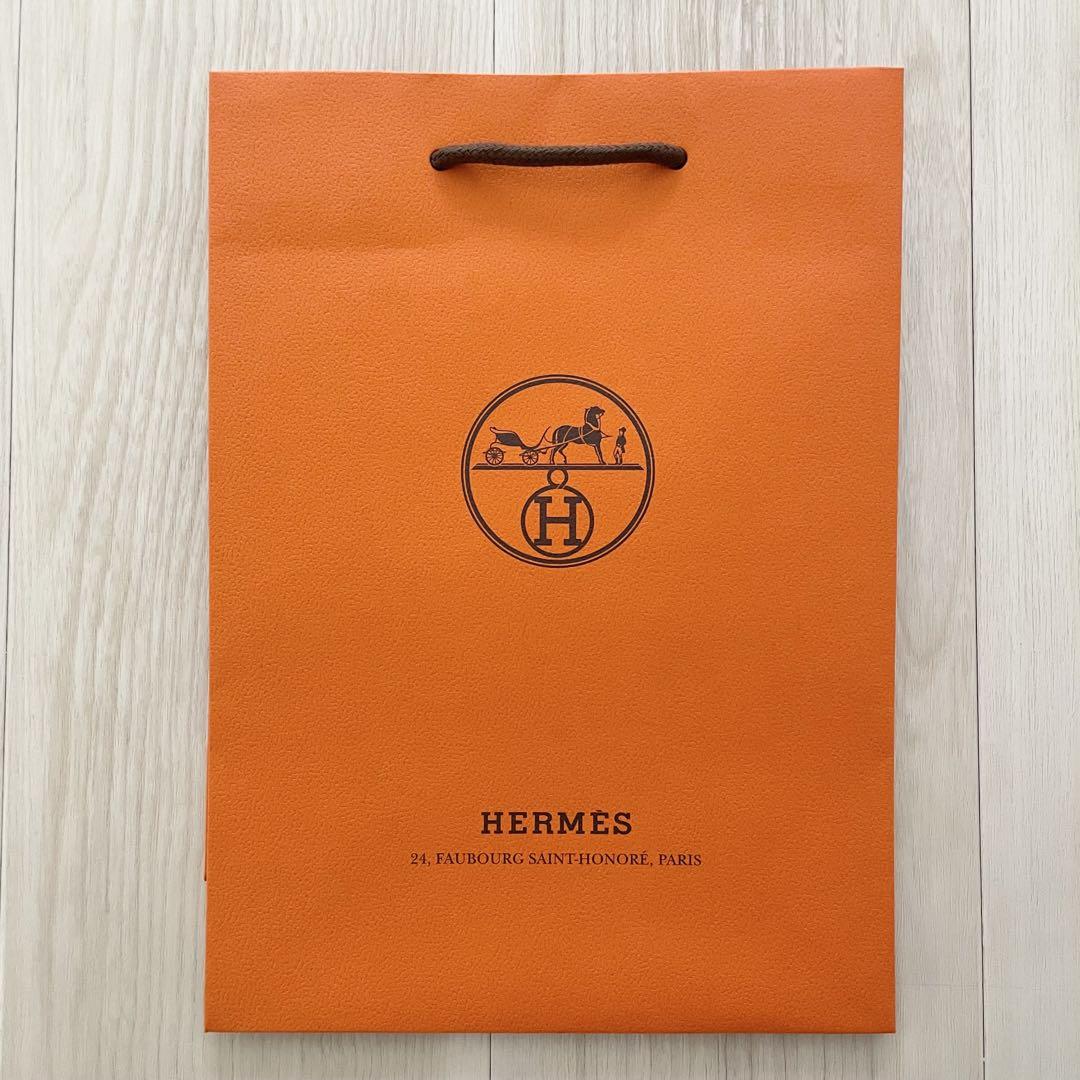 H
HERMÈS
24, FAUBOURG SAINT-HONORÉ, PARIS